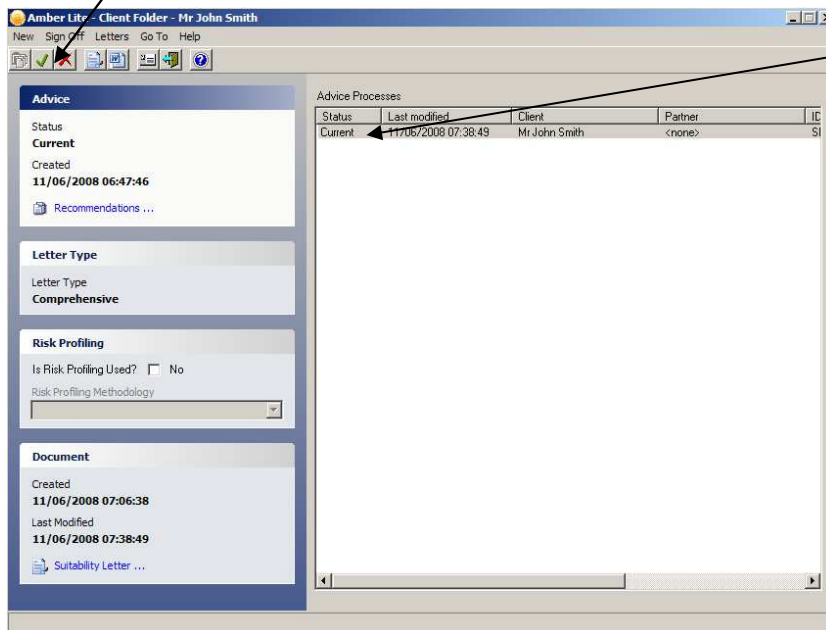 Amber Lite - Client Folder - Mr John Smith
New Sign Off Letters Go To Help
Advice
Status
Current
Created
11/06/2008 06:47:46
Recommendations ...
Letter Type
Letter Type
Comprehensive
Risk Profiling
Is Risk Profiling Used? No
Risk Profiling Methodology
Document
Created
11/06/2008 07:06:38
Last Modified
11/06/2008 07:38:49
Suitability Letter ...
Advice Processes
Status Last modified Client Partner
Current 11/06/2008 07:38:49 Mr John Smith <none>